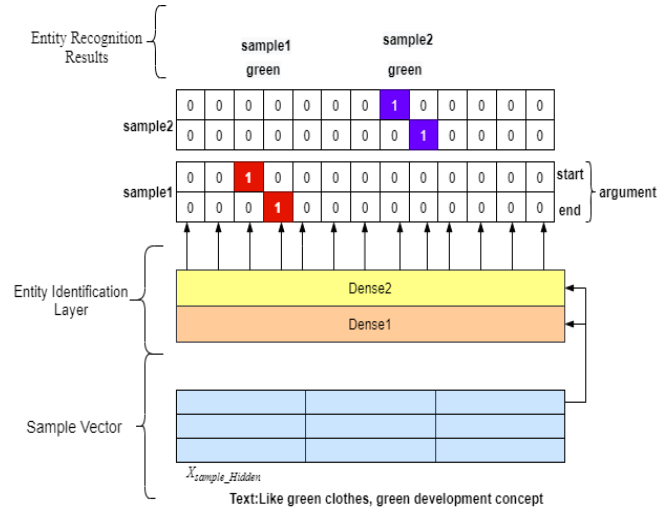 Entity Recognition
Results
sample1
green
sample2
green
sample2
0 0 0 0 0 0 0 1 0 0 0 0 0
0 0 0 0 0 0 0 0 1 0 0 0 0
sample1
0 0 1 0 0 0 0 0 0 0 0 0 0
0 0 0 1 0 0 0 0 0 0 0 0 0
start
end
argument
Entity Identification
Layer
Dense2
Dense1
Sample Vector
X_sample_Hidden
Text:Like green clothes, green development concept